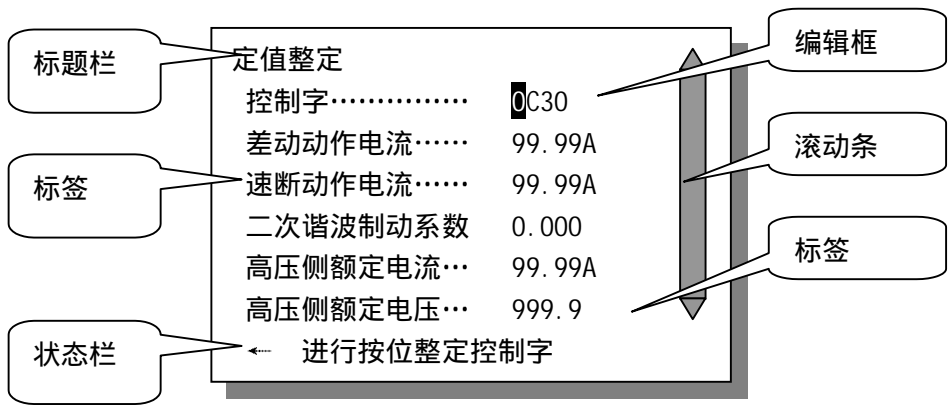 标题栏
标签
状态栏
定值整定
控制字…………… 0C30
差动动作电流…… 99.99A
速断动作电流…… 99.99A
二次谐波制动系数 0.000
高压侧额定电流… 99.99A
高压侧额定电压… 999.9
← 进行按位整定控制字
编辑框
滚动条
标签